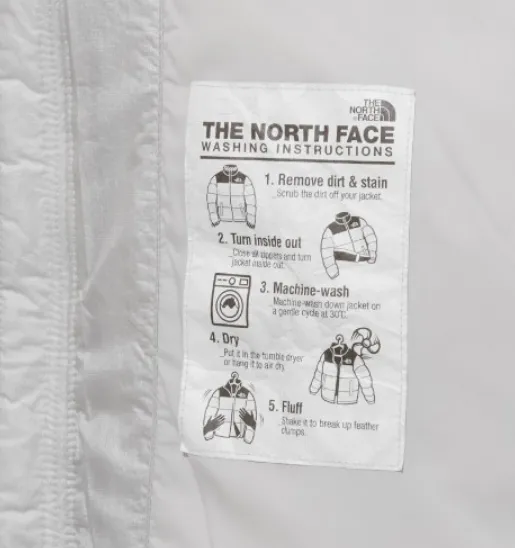 THE
NORTH
FACE
THE NORTH FACE
WASHING INSTRUCTIONS
1. Remove dirt & stain
_Scrub the dirt off your jacket.
2. Turn inside out
_Close all zippers and turn
jacket inside out.
3. Machine-wash
_Machine-wash down jacket on
a gentle cycle at 30℃.
4. Dry
_Put it in the tumble dryer
or hang it to air dry
5. Fluff
_Shake it to break up feather
clumps.